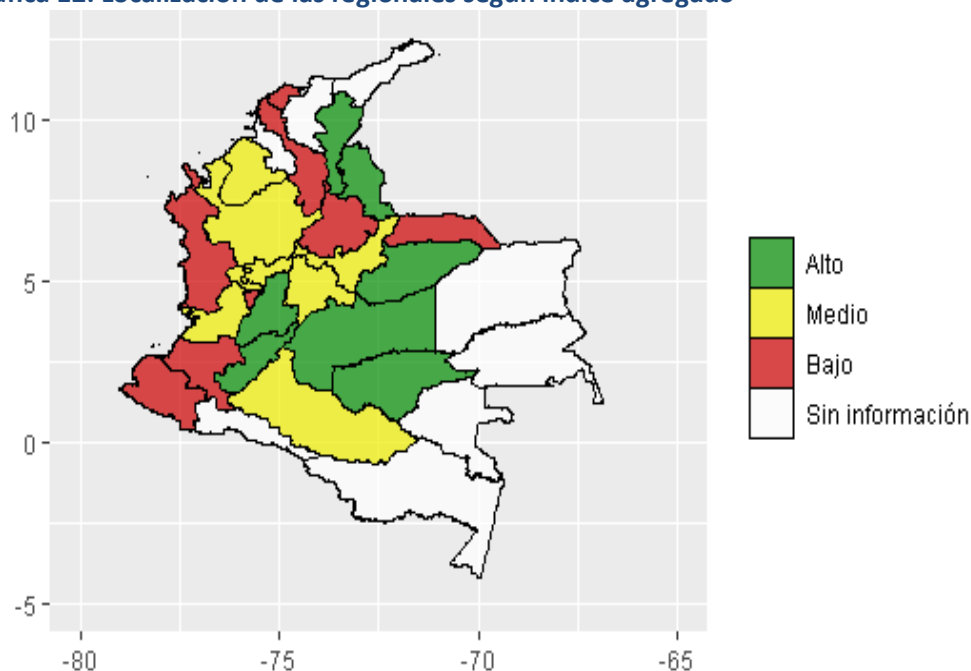 Localización de las regionales según índice agregado
10
5
0
-5
-80
-75
-70
-65
Alto
Medio
Bajo
Sin información